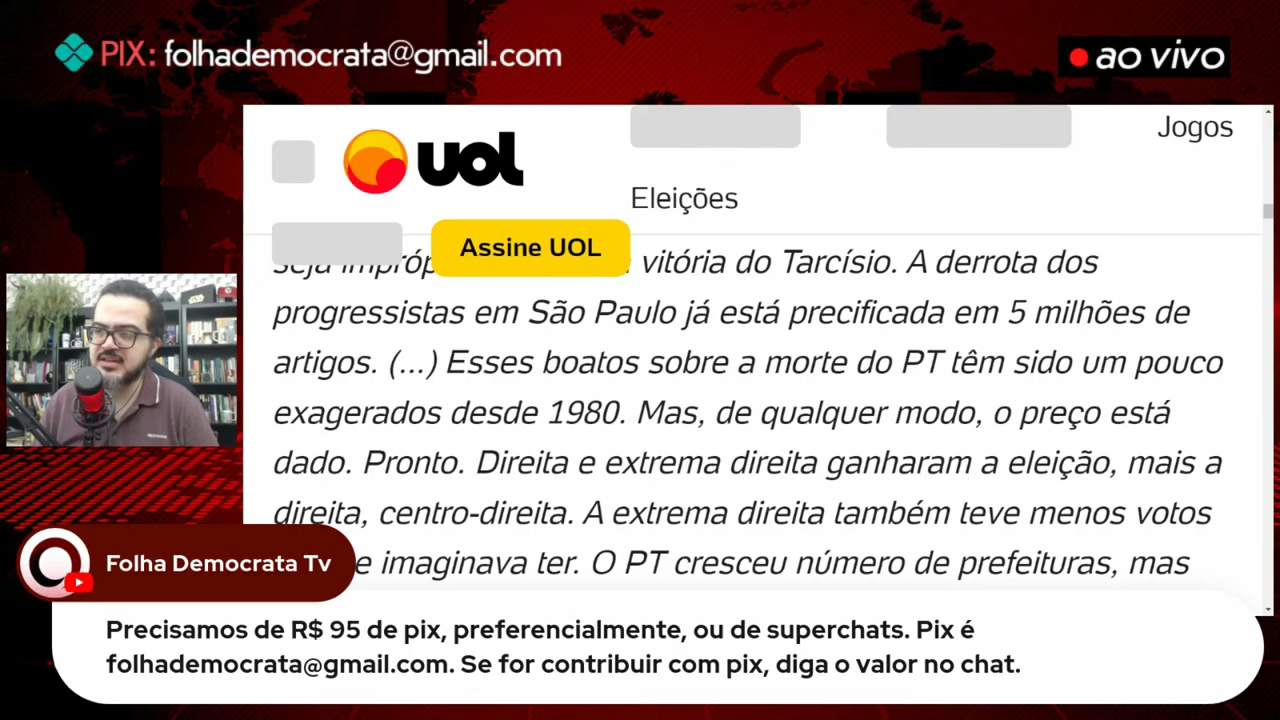 PIX: folhademocrata@gmail.com
ao vivo
Jogos
uol
Eleições
Assine UOL
vitória do Tarcísio. A derrota dos
progressistas em São Paulo já está precificada em 5 milhões de
artigos. (...) Esses boatos sobre a morte do PT têm sido um pouco
exagerados desde 1980. Mas, de qualquer modo, o preço está
dado. Pronto. Direita e extrema direita ganharam a eleição, mais a
direita, centro-direita. A extrema direita também teve menos votos
imaginava ter. O PT cresceu número de prefeituras, mas
Folha Democrata Tv
Precisamos de R$ 95 de pix, preferencialmente, ou de superchats. Pix é
folhademocrata@gmail.com. Se for contribuir com pix, diga o valor no chat.